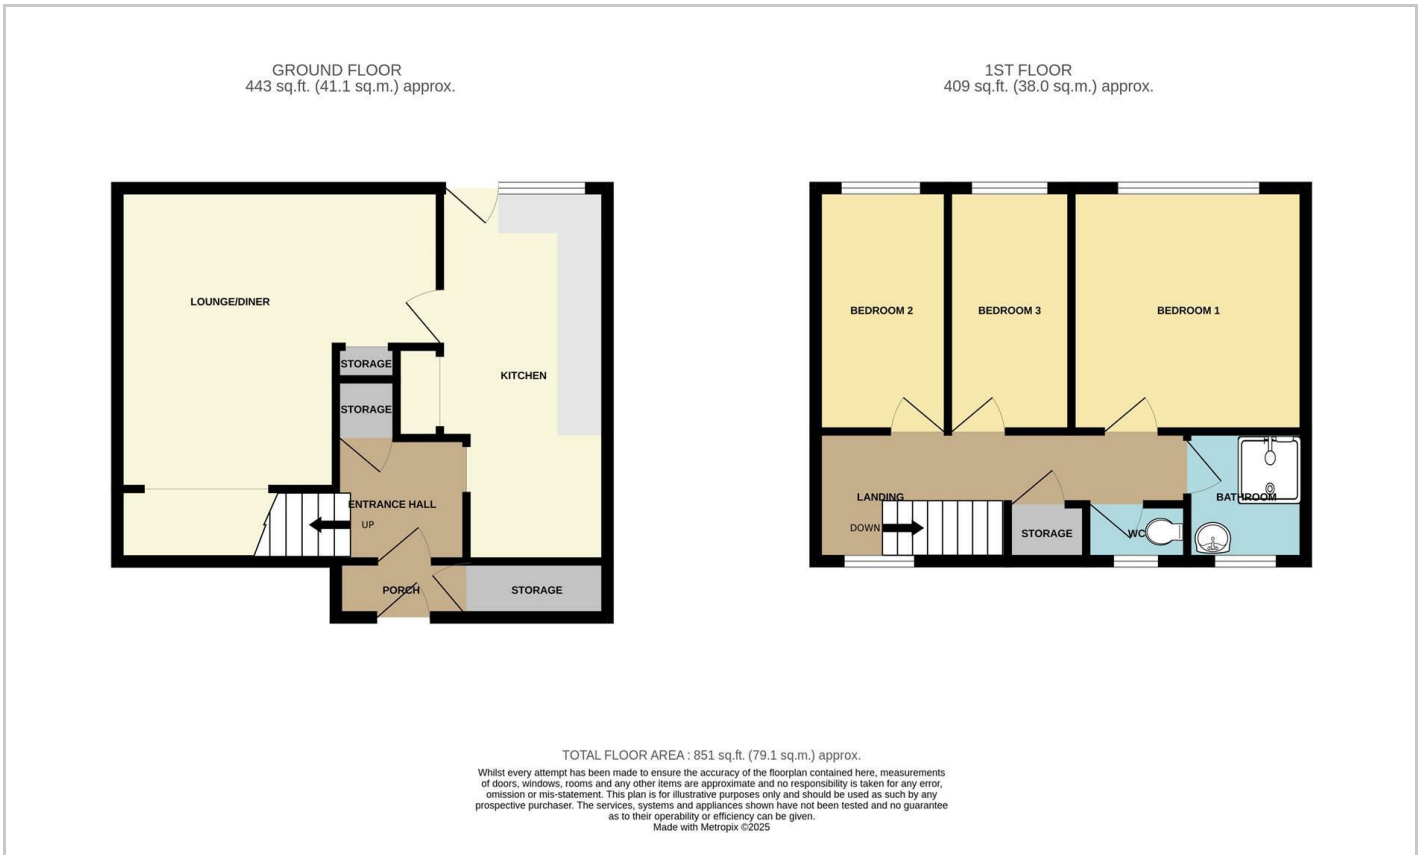 GROUND FLOOR
443 sq.ft. (41.1 sq.m.) approx.
1ST FLOOR
409 sq.ft. (38.0 sq.m.) approx.
LOUNGE/DINER
STORAGE
STORAGE
KITCHEN
ENTRANCE HALL
UP
PORCH
STORAGE
BEDROOM 2
BEDROOM 3
BEDROOM 1
LANDING
DOWN
STORAGE
WC
BATHROOM
TOTAL FLOOR AREA : 851 sq.ft. (79.1 sq.m.) approx.
Whilst every attempt has been made to ensure the accuracy of the floorplan contained here, measurements
of doors, windows, rooms and any other items are approximate and no responsibility is taken for any error,
omission or mis-statement. This plan is for illustrative purposes only and should be used as such by any
prospective purchaser. The services, systems and appliances shown have not been tested and no guarantee
as to their operability or efficiency can be given.
Made with Metropix ©2025